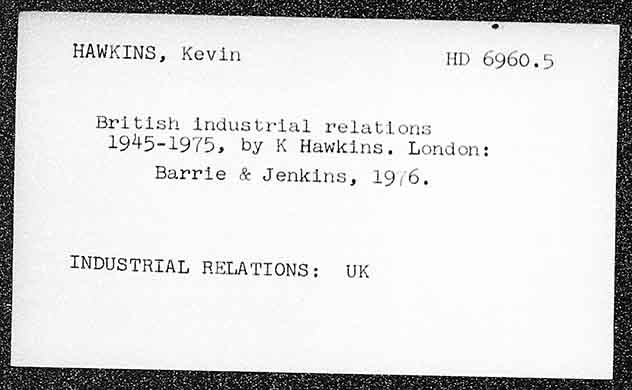 HAWKINS, Kevin HD 6960.5
British industrial relations
1945-1975, by K Hawkins. London:
Barrie & Jenkins, 1976.
INDUSTRIAL RELATIONS: UK